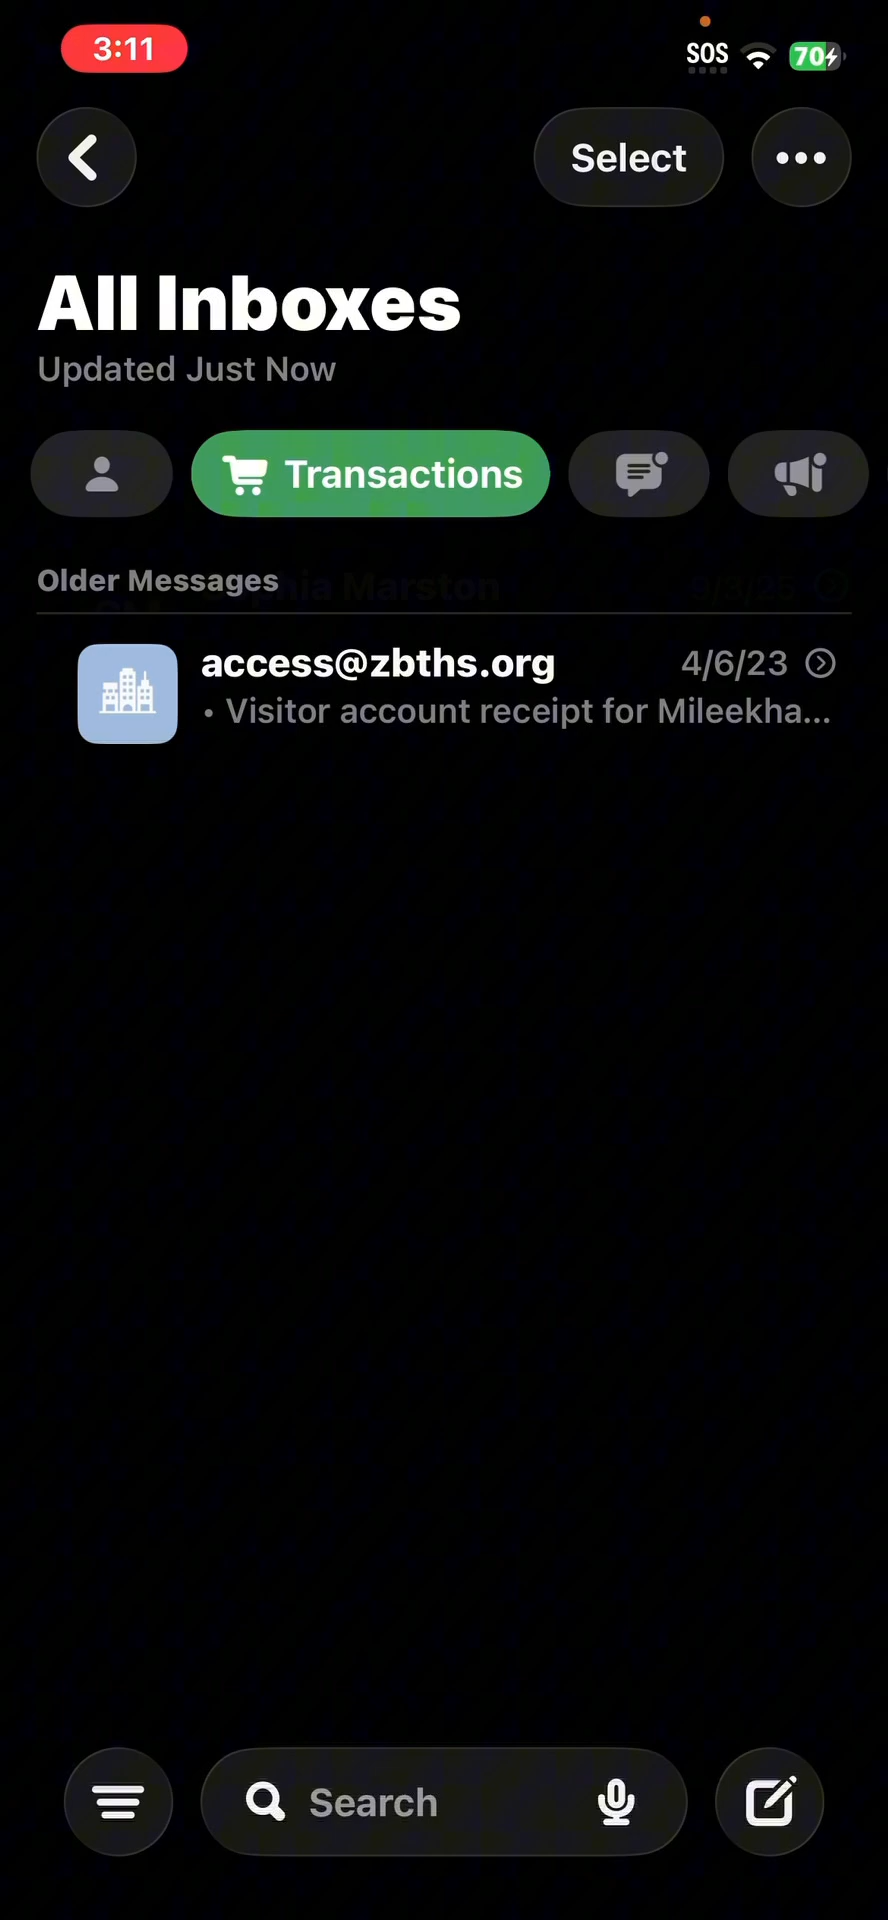 3:11
SOS
70
Select
All Inboxes
Updated Just Now
Transactions
Older Messages
access@zbths.org
4/6/23
• Visitor account receipt for Mileekha...
Search